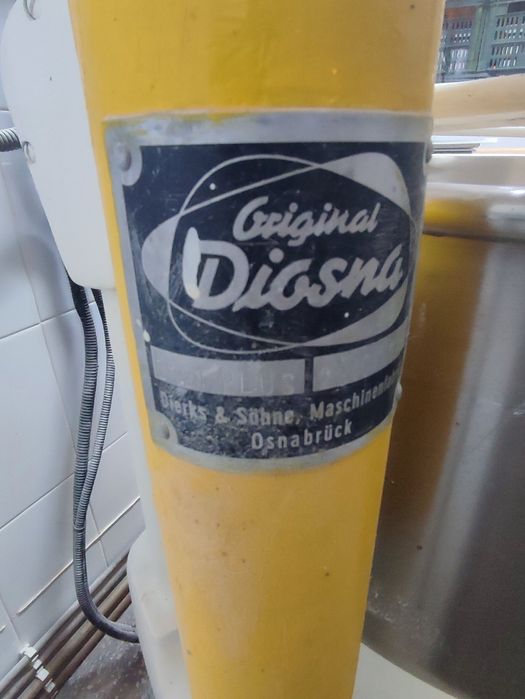 Original
Diosna
Dierks & Söhne, Maschinenfab
Osnabrück